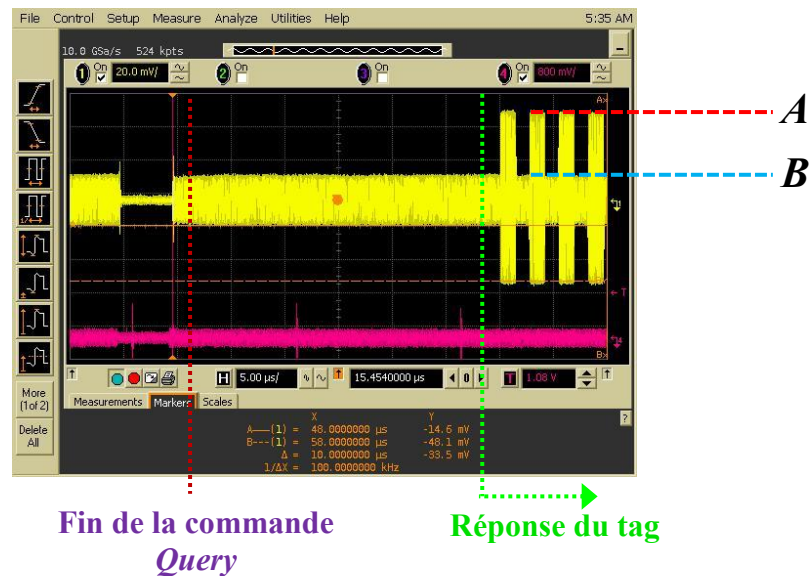 File Control Setup Measure Analyze Utilities Help 5:35 AM
10.0 GSa/s 524 kpts
1 On 20.0 mV/ 2 On 3 On 4 On 800 mV/
A
B
H 5.00 µs/ 15.4540000 µs 0 T 1.08 V
More
(1 of 2)
Delete
All
Measurements Markers Scales
X Y
A——(1) = 48.0000000 µs -14.6 mV
B---(1) = 58.0000000 µs -48.1 mV
Δ = 10.0000000 µs -33.5 mV
1/ΔX = 100.0000000 kHz
?
Fin de la commande
Query
Réponse du tag